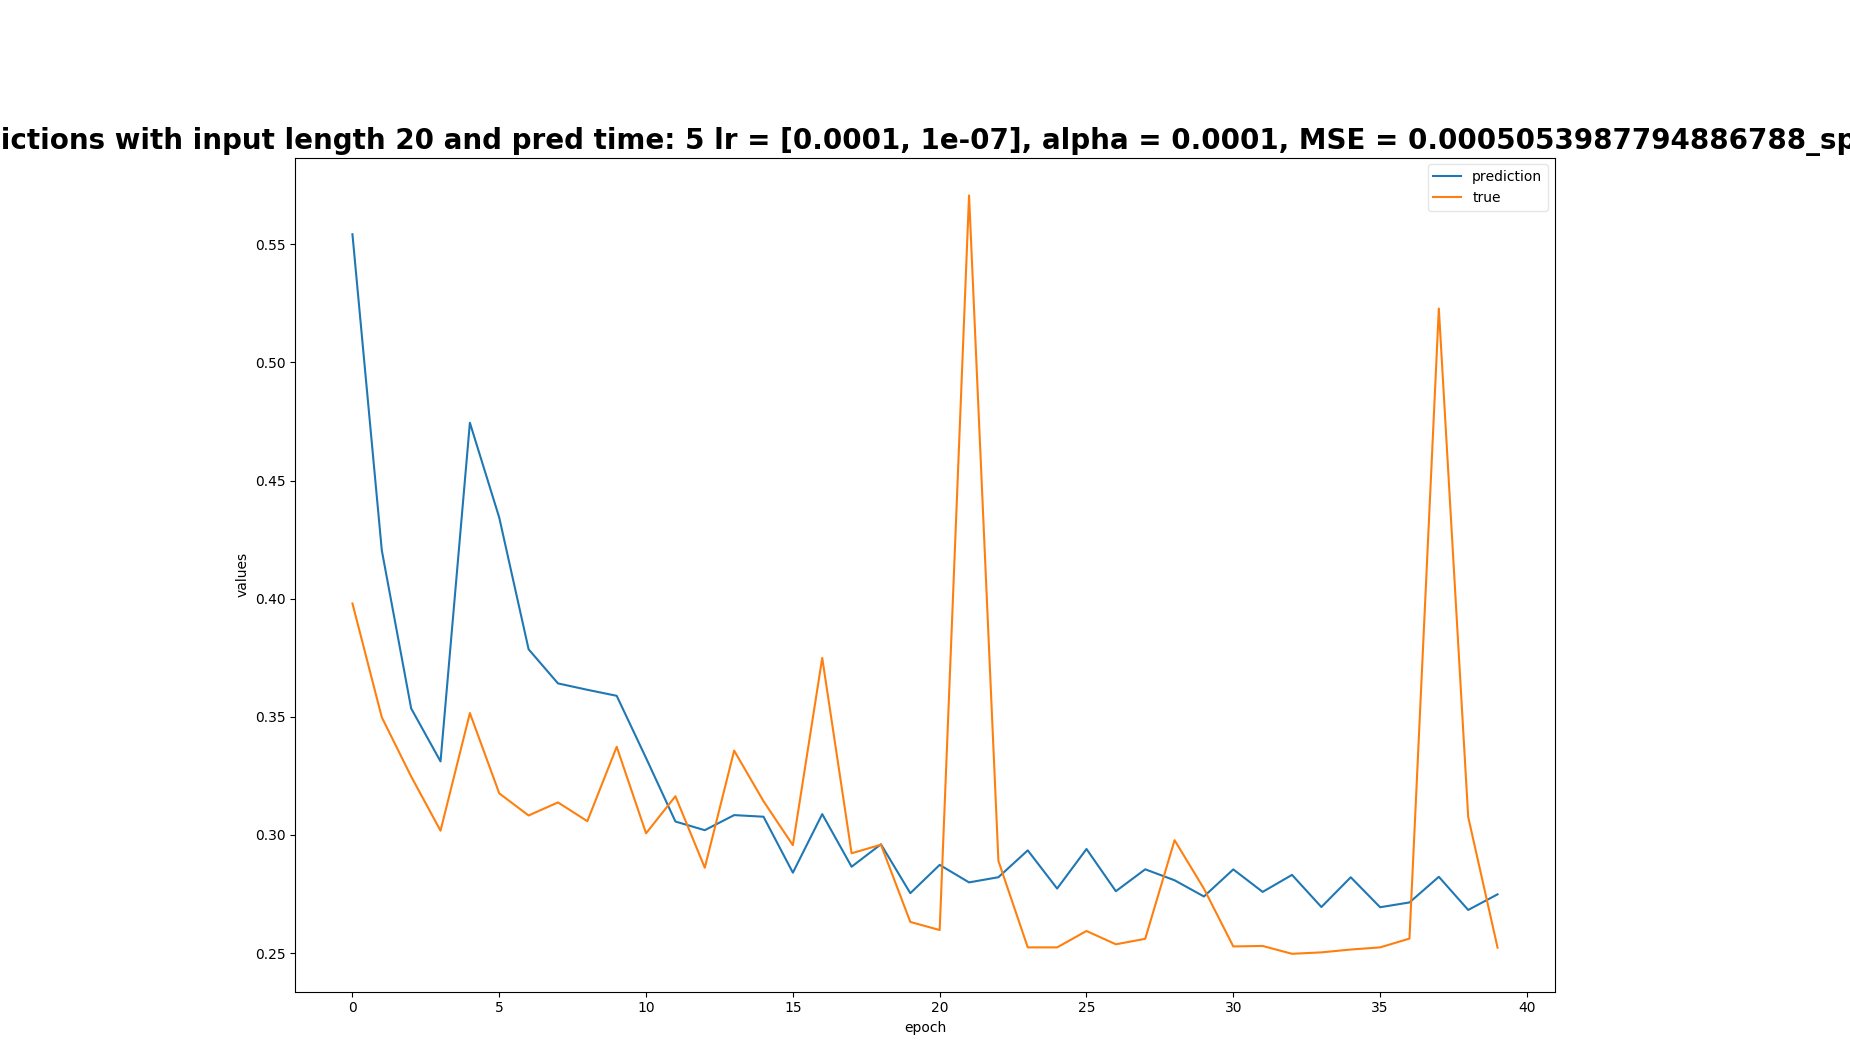 ictions with input length 20 and pred time: 5 lr = [0.0001, 1e-07], alpha = 0.0001, MSE = 0.0005053987794886788_sp
prediction
true
0.55
0.50
0.45
0.40
0.35
0.30
0.25
values
0 5 10 15 20 25 30 35 40
epoch